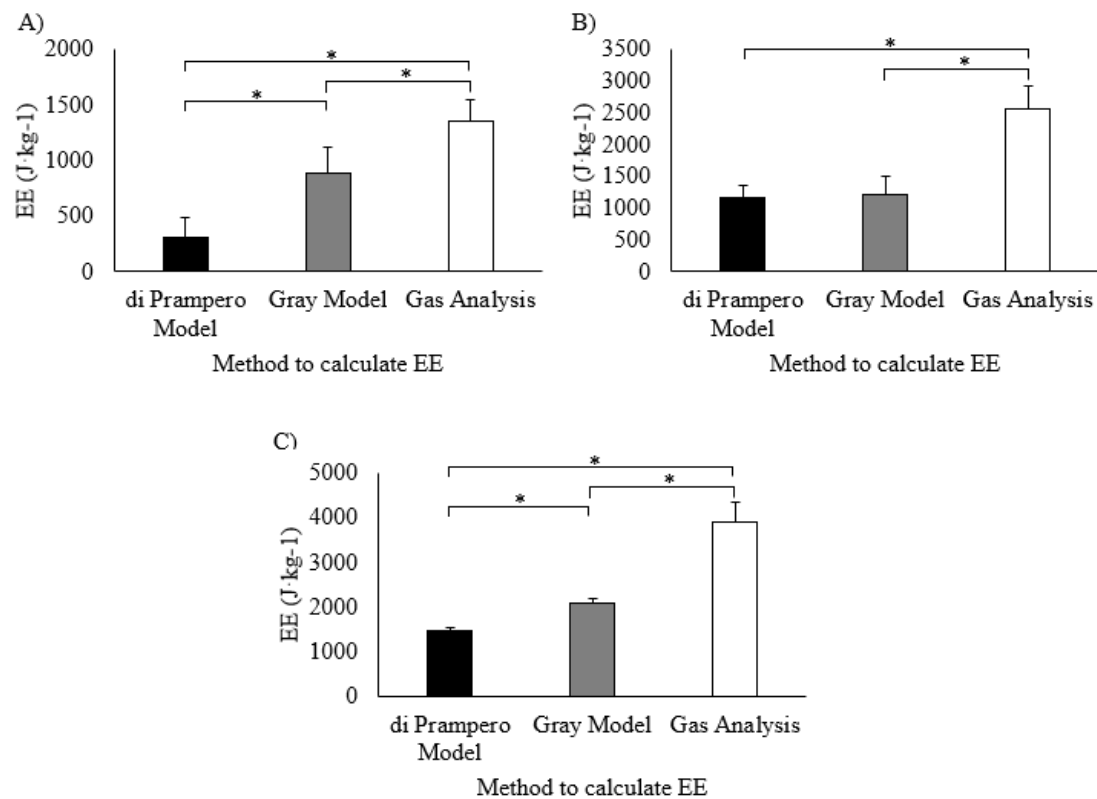 A)
2000
1500
1000
500
0
EE (J·kg-1)
*
*
*
di Prampero Model
Gray Model
Gas Analysis
Method to calculate EE
B)
3500
3000
2500
2000
1500
1000
500
0
EE (J·kg-1)
*
*
di Prampero Model
Gray Model
Gas Analysis
Method to calculate EE
C)
5000
4000
3000
2000
1000
0
EE (J·kg-1)
*
*
*
di Prampero Model
Gray Model
Gas Analysis
Method to calculate EE